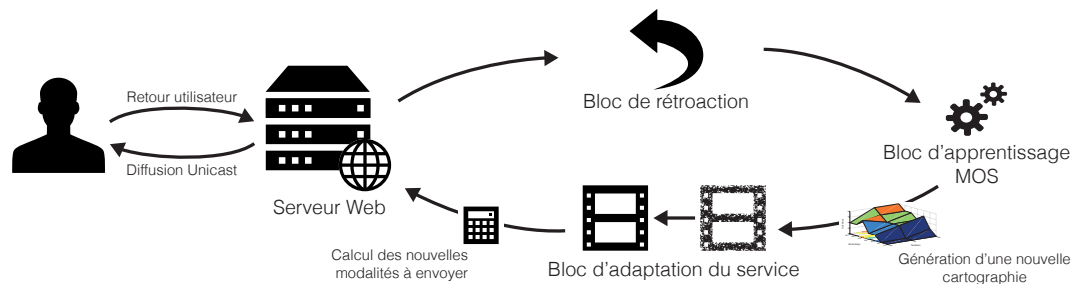 Retour utilisateur
Diffusion Unicast
Serveur Web
Bloc de rétroaction
Bloc d'apprentissage
MOS
Génération d'une nouvelle
cartographie
Bloc d'adaptation du service
Calcul des nouvelles
modalités à envoyer